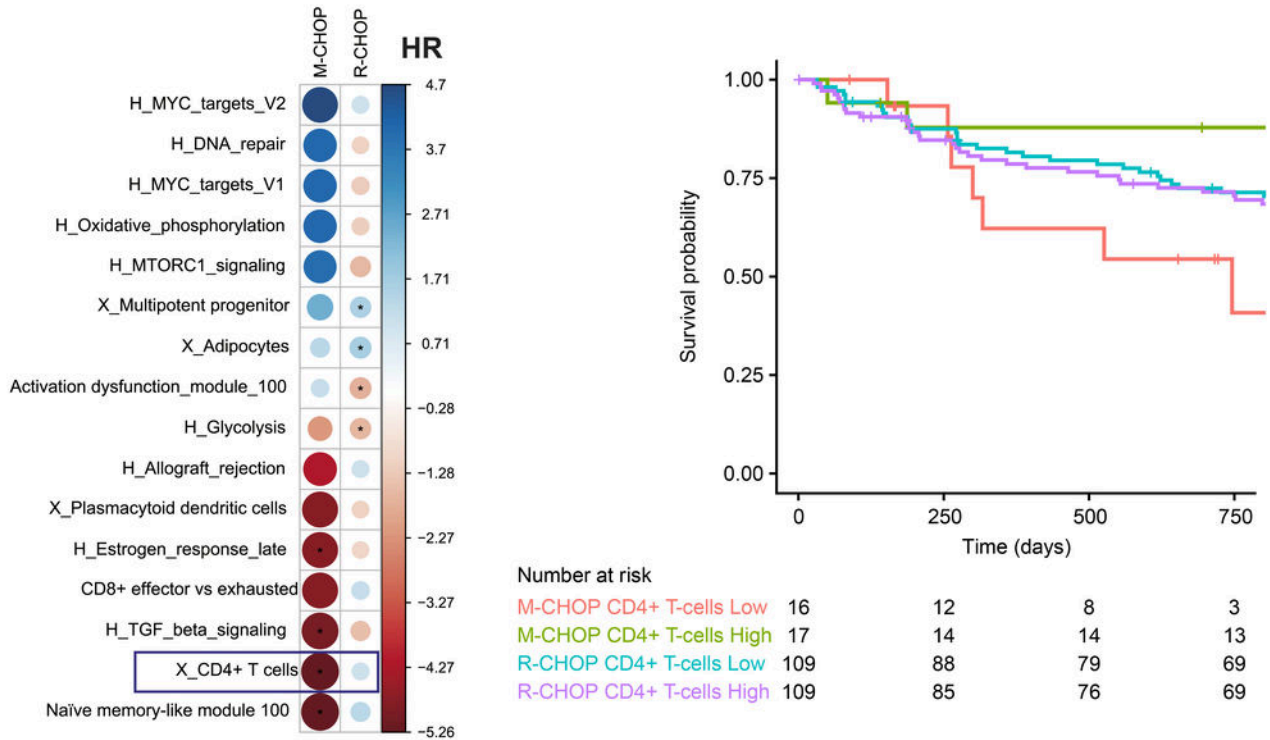 M-CHOP
R-CHOP
HR
H_MYC_targets_V2
H_DNA_repair
H_MYC_targets_V1
H_Oxidative_phosphorylation
H_MTORC1_signaling
X_Multipotent progenitor
*
X_Adipocytes
*
Activation dysfunction_module_100
*
H_Glycolysis
*
H_Allograft_rejection
X_Plasmacytoid dendritic cells
H_Estrogen_response_late
*
CD8+ effector vs exhausted
H_TGF_beta_signaling
*
X_CD4+ T cells
*
Naïve memory-like module 100
*
4.7
3.7
2.71
1.71
0.71
-0.28
-1.28
-2.27
-3.27
-4.27
-5.26
Survival probability
1.00
0.75
0.50
0.25
0.00
0 250 500 750
Time (days)
Number at risk
M-CHOP CD4+ T-cells Low 16 12 8 3
M-CHOP CD4+ T-cells High 17 14 14 13
R-CHOP CD4+ T-cells Low 109 88 79 69
R-CHOP CD4+ T-cells High 109 85 76 69